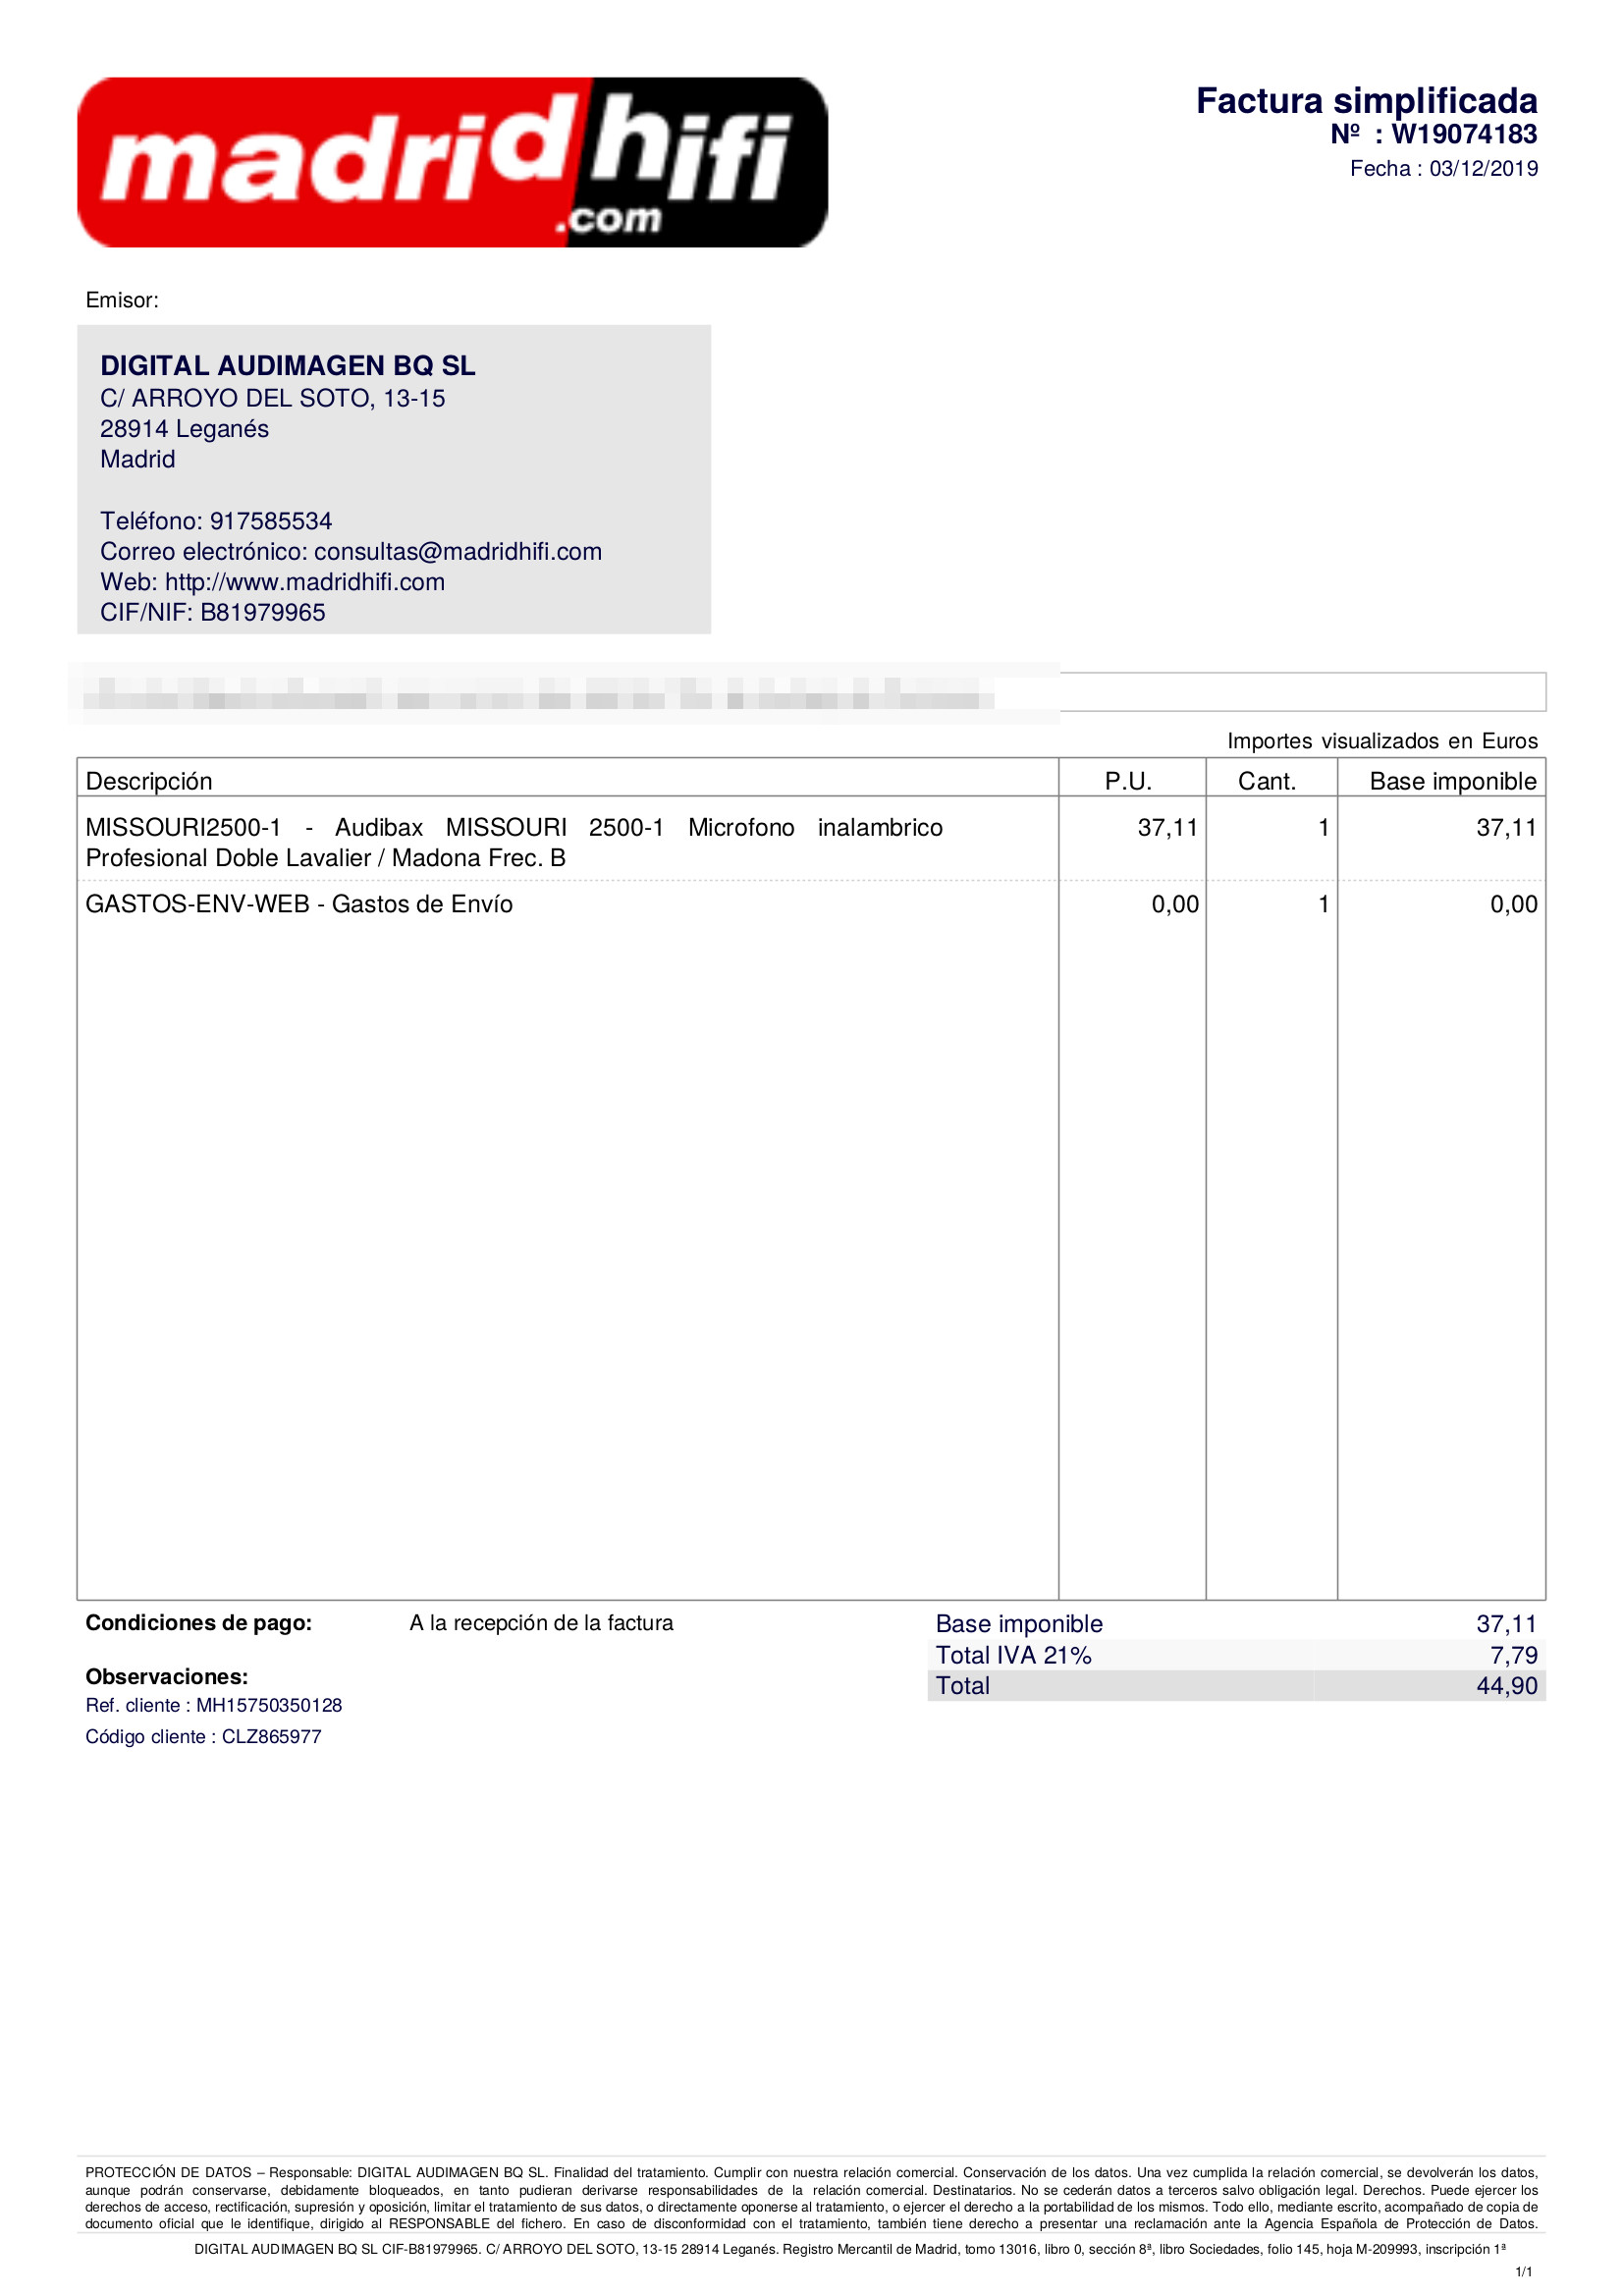 madridhifi
.com
Factura simplificada
Nº : W19074183
Fecha : 03/12/2019
Emisor:
DIGITAL AUDIMAGEN BQ SL
C/ ARROYO DEL SOTO, 13-15
28914 Leganés
Madrid
Teléfono: 917585534
Correo electrónico: consultas@madridhifi.com
Web: http://www.madridhifi.com
CIF/NIF: B81979965
Importes visualizados en Euros
Descripción P.U. Cant. Base imponible
MISSOURI2500-1 - Audibax MISSOURI 2500-1 Microfono inalambrico 37,11 1 37,11
Profesional Doble Lavalier / Madona Frec. B
GASTOS-ENV-WEB - Gastos de Envío 0,00 1 0,00
Condiciones de pago: A la recepción de la factura Base imponible 37,11
Total IVA 21% 7,79
Observaciones: Total 44,90
Ref. cliente : MH15750350128
Código cliente : CLZ865977
PROTECCIÓN DE DATOS – Responsable: DIGITAL AUDIMAGEN BQ SL. Finalidad del tratamiento. Cumplir con nuestra relación comercial. Conservación de los datos. Una vez cumplida la relación comercial, se devolverán los datos,
aunque podrán conservarse, debidamente bloqueados, en tanto pudieran derivarse responsabilidades de la relación comercial. Destinatarios. No se cederán datos a terceros salvo obligación legal. Derechos. Puede ejercer los
derechos de acceso, rectificación, supresión y oposición, limitar el tratamiento de sus datos, o directamente oponerse al tratamiento, o ejercer el derecho a la portabilidad de los mismos. Todo ello, mediante escrito, acompañado de copia de
documento oficial que le identifique, dirigido al RESPONSABLE del fichero. En caso de disconformidad con el tratamiento, también tiene derecho a presentar una reclamación ante la Agencia Española de Protección de Datos.
DIGITAL AUDIMAGEN BQ SL CIF-B81979965. C/ ARROYO DEL SOTO, 13-15 28914 Leganés. Registro Mercantil de Madrid, tomo 13016, libro 0, sección 8ª, libro Sociedades, folio 145, hoja M-209993, inscripción 1ª
1/1